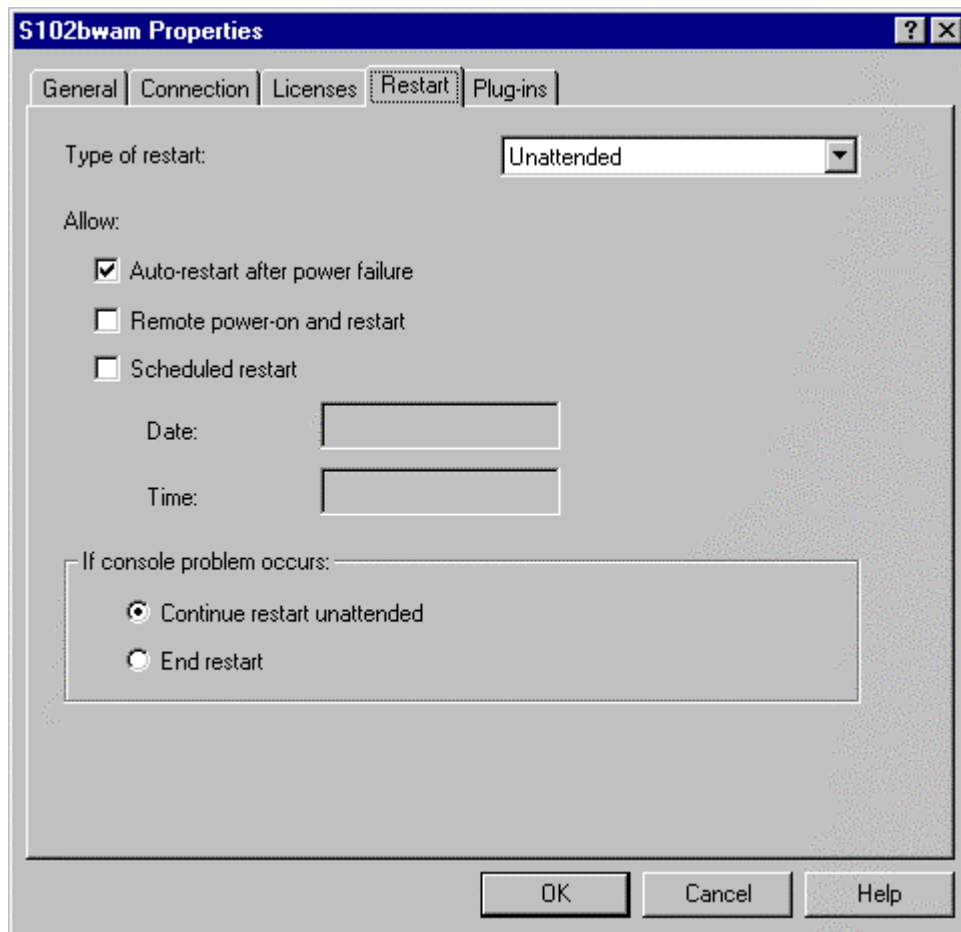 S102bwam Properties
General Connection Licenses Restart Plug-ins
Type of restart: Unattended
Allow:
Auto-restart after power failure
Remote power-on and restart
Scheduled restart
Date:
Time:
If console problem occurs:
Continue restart unattended
End restart
OK Cancel Help